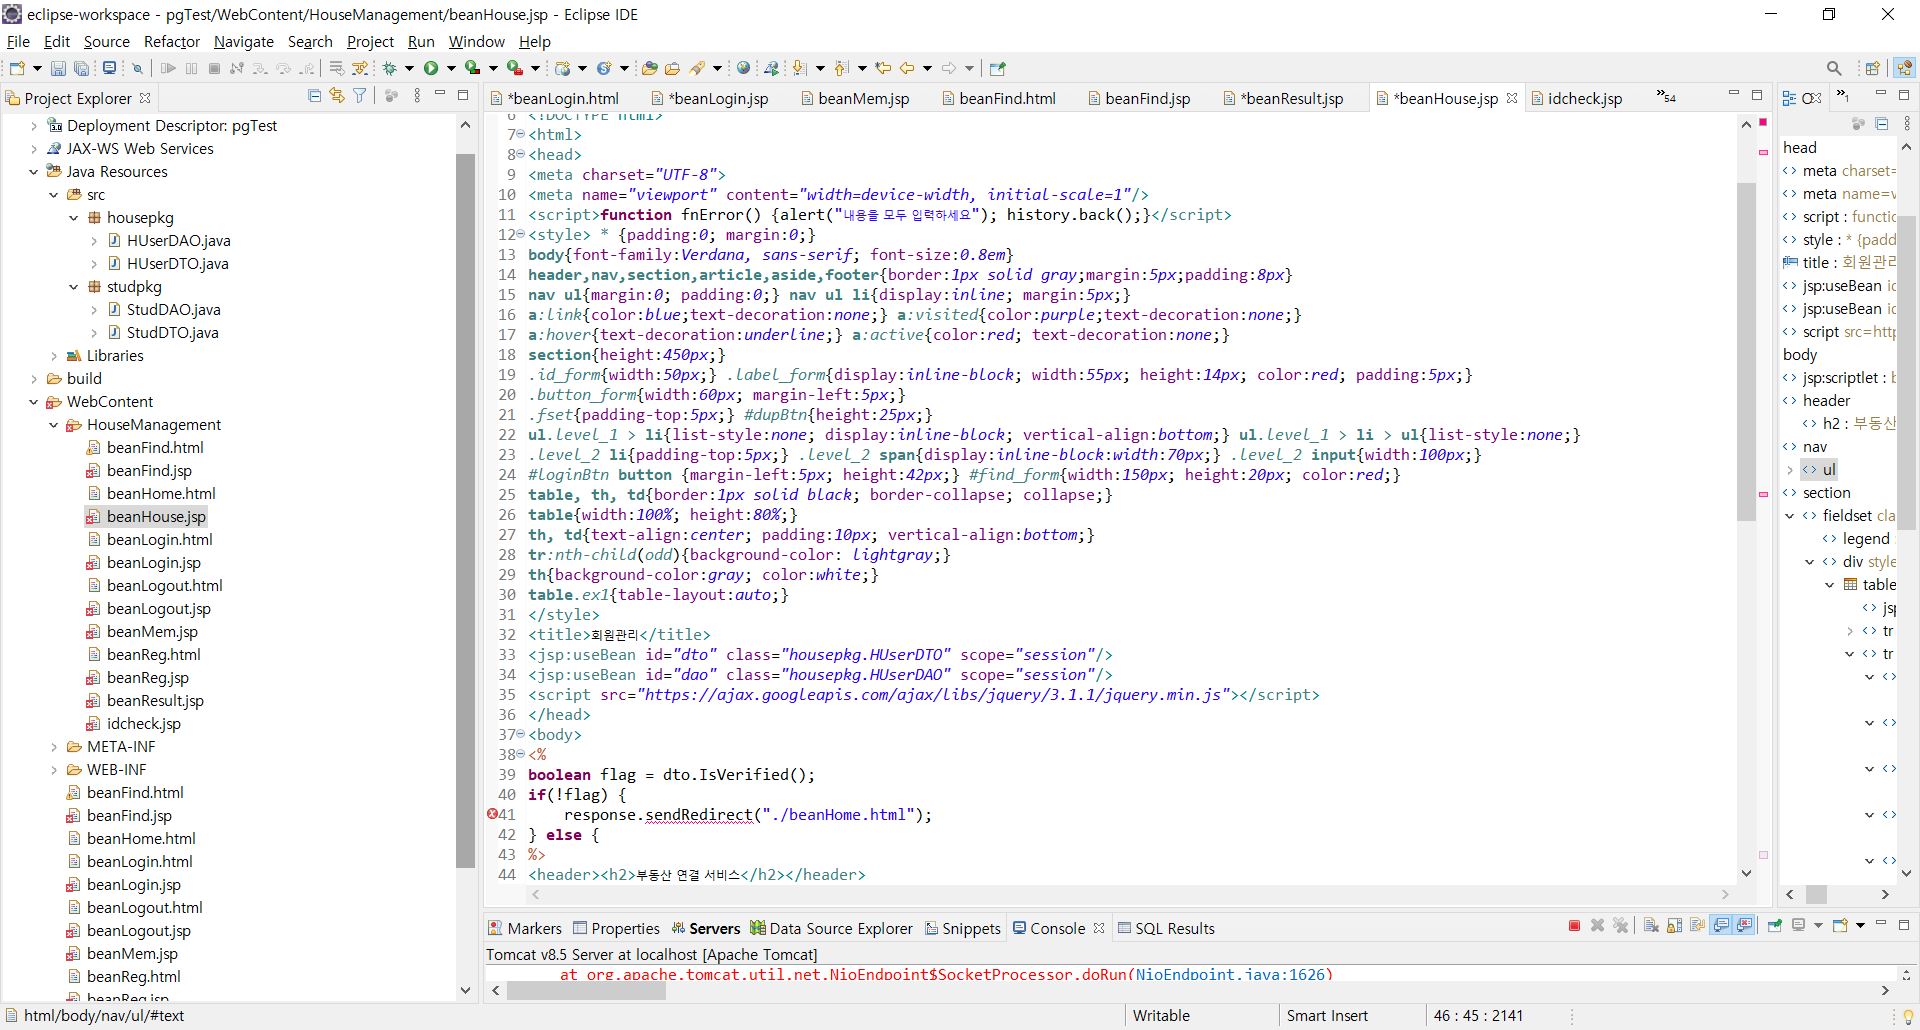 eclipse-workspace - pgTest/WebContent/HouseManagement/beanHouse.jsp - Eclipse IDE
File Edit Source Refactor Navigate Search Project Run Window Help
Project Explorer
*beanLogin.html *beanLogin.jsp beanMem.jsp beanFind.html beanFind.jsp *beanResult.jsp *beanHouse.jsp idcheck.jsp »54
»1
Deployment Descriptor: pgTest
JAX-WS Web Services
Java Resources
src
housepkg
HUserDAO.java
HUserDTO.java
studpkg
StudDAO.java
StudDTO.java
Libraries
build
WebContent
HouseManagement
beanFind.html
beanFind.jsp
beanHome.html
beanHouse.jsp
beanLogin.html
beanLogin.jsp
beanLogout.html
beanLogout.jsp
beanMem.jsp
beanReg.html
beanReg.jsp
beanResult.jsp
idcheck.jsp
META-INF
WEB-INF
beanFind.html
beanFind.jsp
beanHome.html
beanLogin.html
beanLogin.jsp
beanLogout.html
beanLogout.jsp
beanMem.jsp
beanReg.html
beanReg.jsp
6 <!DOCTYPE html>
7 <html>
8 <head>
9 <meta charset="UTF-8">
10 <meta name="viewport" content="width=device-width, initial-scale=1"/>
11 <script>function fnError() {alert("내용을 모두 입력하세요"); history.back();}</script>
12 <style> * {padding:0; margin:0;}
13 body{font-family:Verdana, sans-serif; font-size:0.8em}
14 header,nav,section,article,aside,footer{border:1px solid gray;margin:5px;padding:8px}
15 nav ul{margin:0; padding:0;} nav ul li{display:inline; margin:5px;}
16 a:link{color:blue;text-decoration:none;} a:visited{color:purple;text-decoration:none;}
17 a:hover{text-decoration:underline;} a:active{color:red; text-decoration:none;}
18 section{height:450px;}
19 .id_form{width:50px;} .label_form{display:inline-block; width:55px; height:14px; color:red; padding:5px;}
20 .button_form{width:60px; margin-left:5px;}
21 .fset{padding-top:5px;} #dupBtn{height:25px;}
22 ul.level_1 > li{list-style:none; display:inline-block; vertical-align:bottom;} ul.level_1 > li > ul{list-style:none;}
23 .level_2 li{padding-top:5px;} .level_2 span{display:inline-block:width:70px;} .level_2 input{width:100px;}
24 #loginBtn button {margin-left:5px; height:42px;} #find_form{width:150px; height:20px; color:red;}
25 table, th, td{border:1px solid black; border-collapse; collapse;}
26 table{width:100%; height:80%;}
27 th, td{text-align:center; padding:10px; vertical-align:bottom;}
28 tr:nth-child(odd){background-color: lightgray;}
29 th{background-color:gray; color:white;}
30 table.ex1{table-layout:auto;}
31 </style>
32 <title>회원관리</title>
33 <jsp:useBean id="dto" class="housepkg.HUserDTO" scope="session"/>
34 <jsp:useBean id="dao" class="housepkg.HUserDAO" scope="session"/>
35 <script src="https://ajax.googleapis.com/ajax/libs/jquery/3.1.1/jquery.min.js"></script>
36 </head>
37 <body>
38 <%
39 boolean flag = dto.IsVerified();
40 if(!flag) {
41 response.sendRedirect("./beanHome.html");
42 } else {
43 %>
44 <header><h2>부동산 연결 서비스</h2></header>
head
meta charset=
meta name=v
script : functio
style : * {padd
title : 회원관리
jsp:useBean id
jsp:useBean id
script src=http
body
jsp:scriptlet : b
header
h2 : 부동산
nav
ul
section
fieldset cla
legend
div style
table
jsp
tr
tr
Markers Properties Servers Data Source Explorer Snippets Console SQL Results
Tomcat v8.5 Server at localhost [Apache Tomcat]
at org.apache.tomcat.util.net.NioEndpoint$SocketProcessor.doRun(NioEndpoint.java:1626)
html/body/nav/ul/#text Writable Smart Insert 46 : 45 : 2141